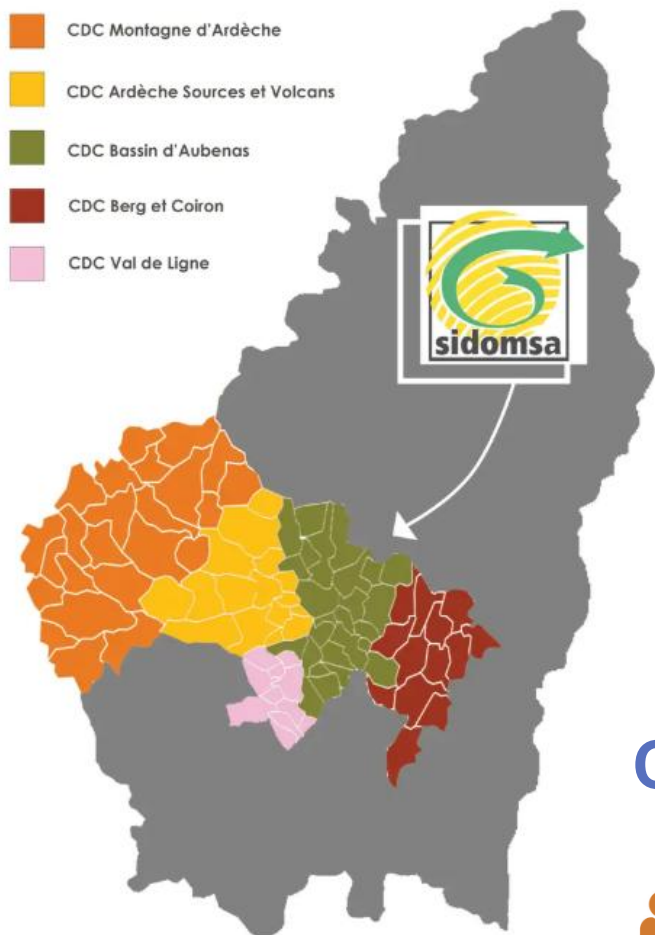 CDC Montagne d'Ardèche
CDC Ardèche Sources et Volcans
CDC Bassin d'Aubenas
CDC Berg et Coiron
CDC Val de Ligne
sidomsa